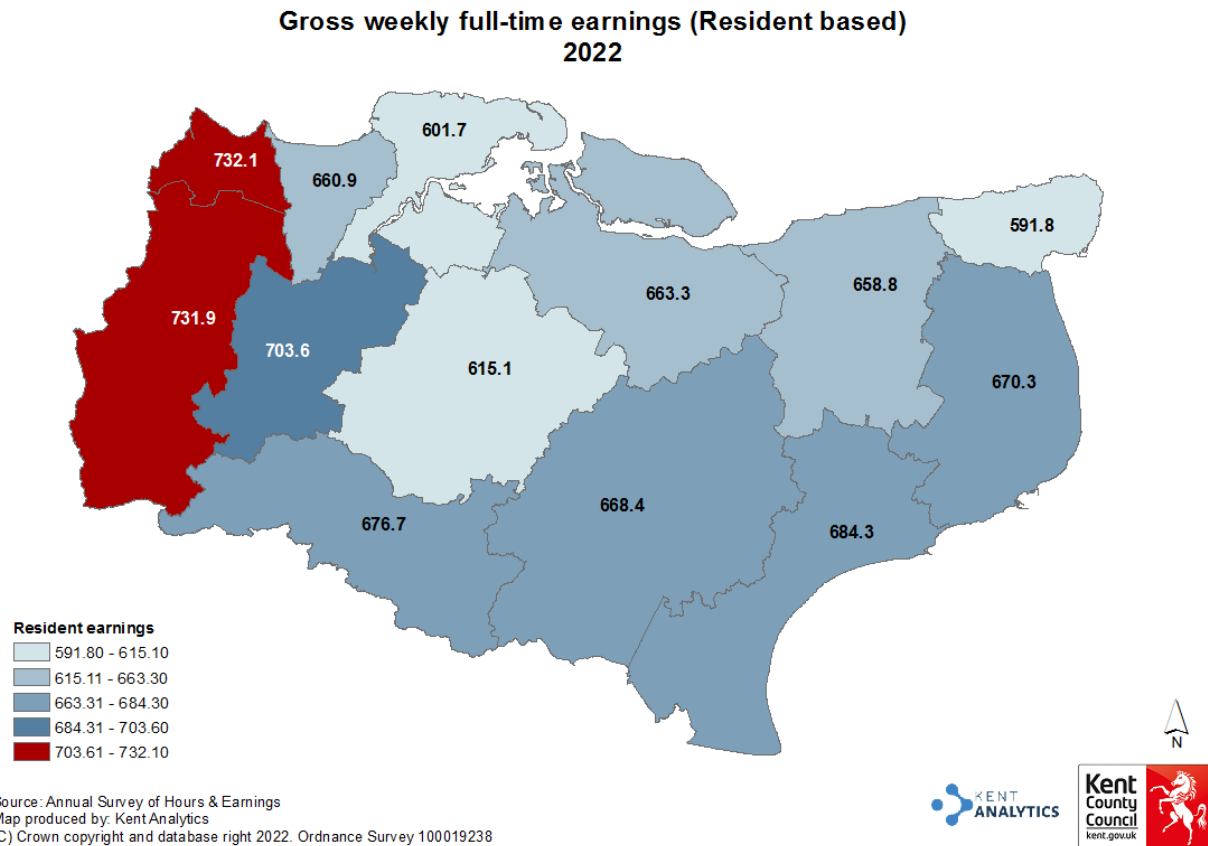 Gross weekly full-time earnings (Resident based)
2022
601.7
732.1
660.9
591.8
658.8
663.3
731.9
703.6
615.1
670.3
668.4
676.7
684.3
Resident earnings
591.80 - 615.10
615.11 - 663.30
663.31 - 684.30
684.31 - 703.60
703.61 - 732.10
N
ource: Annual Survey of Hours & Earnings
Map produced by: Kent Analytics
C) Crown copyright and database right 2022. Ordnance Survey 100019238
KENT
ANALYTICS
Kent
County
Council
kent.gov.uk